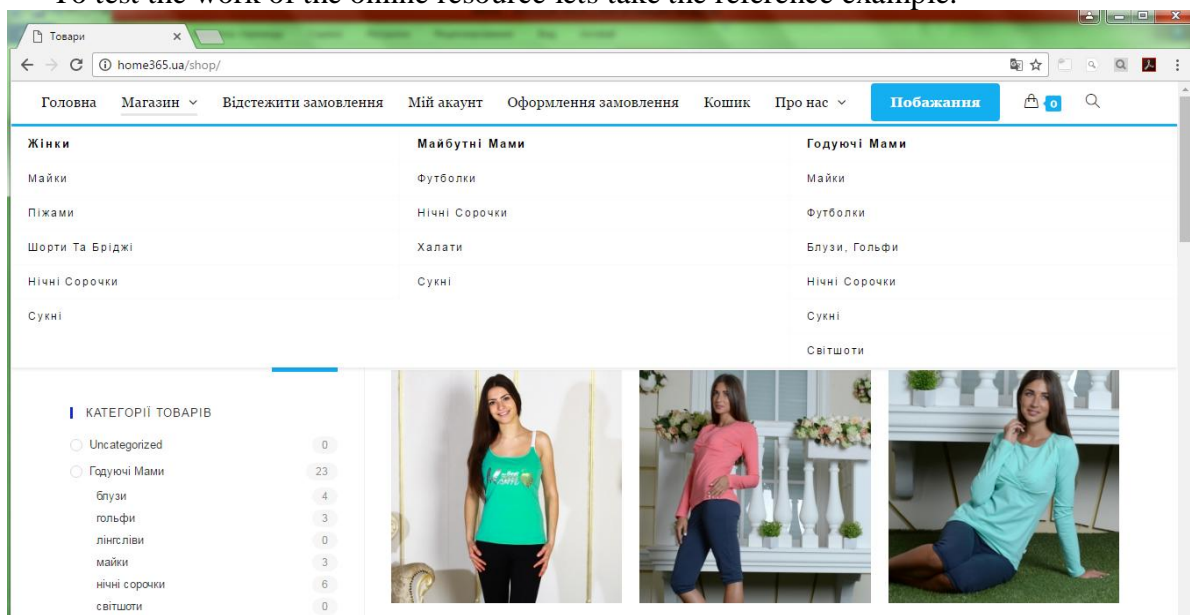 To test the work of the online resource lets take the reference example.
Товари
home365.ua/shop/
Головна Магазин Відстежити замовлення Мій акаунт Оформлення замовлення Кошик Про нас Побажання 0
Жінки Майбутні Мами Годуючі Мами
Майки Футболки Майки
Піжами Нічні Сорочки Футболки
Шорти Та Бріджі Халати Блузи, Гольфи
Нічні Сорочки Сукні Нічні Сорочки
Сукні Сукні
Світшоти
КАТЕГОРІЇ ТОВАРІВ
Uncategorized 0
Годуючі Мами 23
блузи 4
гольфи 3
лінгсліви 0
майки 3
нічні сорочки 6
світшоти 0